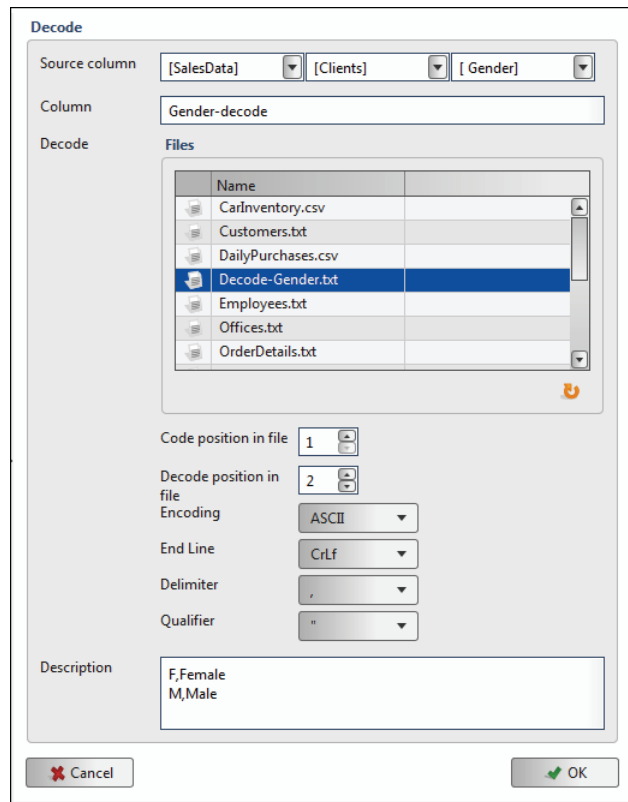 Decode
Source column [SalesData] [Clients] [ Gender]
Column Gender-decode
Decode Files
Name
CarInventory.csv
Customers.txt
DailyPurchases.csv
Decode-Gender.txt
Employees.txt
Offices.txt
OrderDetails.txt
Code position in file 1
Decode position in 2
file
Encoding ASCII
End Line CrLf
Delimiter ,
Qualifier "
Description F,Female
M,Male
Cancel OK